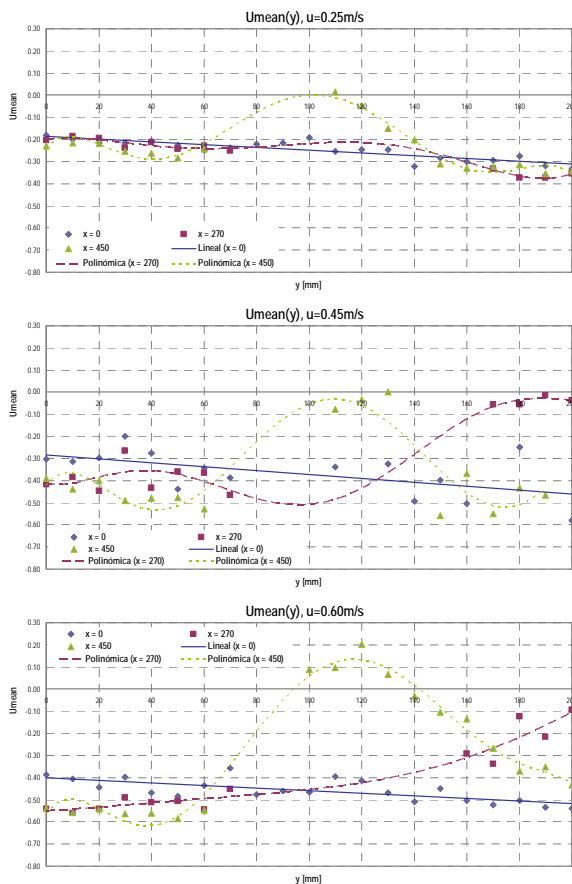 Umean(y), u=0.25m/s
0.30
0.20
0.10
0.00
0 20 40 60 80 100 120 140 160 180 200
-0.10
-0.20
-0.30
-0.40
-0.50
-0.60
-0.70
-0.80
Umean
x = 0 x = 270
x = 450 Lineal (x = 0)
Polinómica (x = 270) Polinómica (x = 450)
y [mm]
Umean(y), u=0.45m/s
0.30
0.20
0.10
0.00
0 20 40 60 80 100 120 140 160 180 200
-0.10
-0.20
-0.30
-0.40
-0.50
-0.60
-0.70
-0.80
Umean
x = 0 x = 270
x = 450 Lineal (x = 0)
Polinómica (x = 270) Polinómica (x = 450)
y [mm]
Umean(y), u=0.60m/s
0.30
0.20
0.10
0.00
0 20 40 60 80 100 120 140 160 180 200
-0.10
-0.20
-0.30
-0.40
-0.50
-0.60
-0.70
-0.80
Umean
x = 0 x = 270
x = 450 Lineal (x = 0)
Polinómica (x = 270) Polinómica (x = 450)
y [mm]